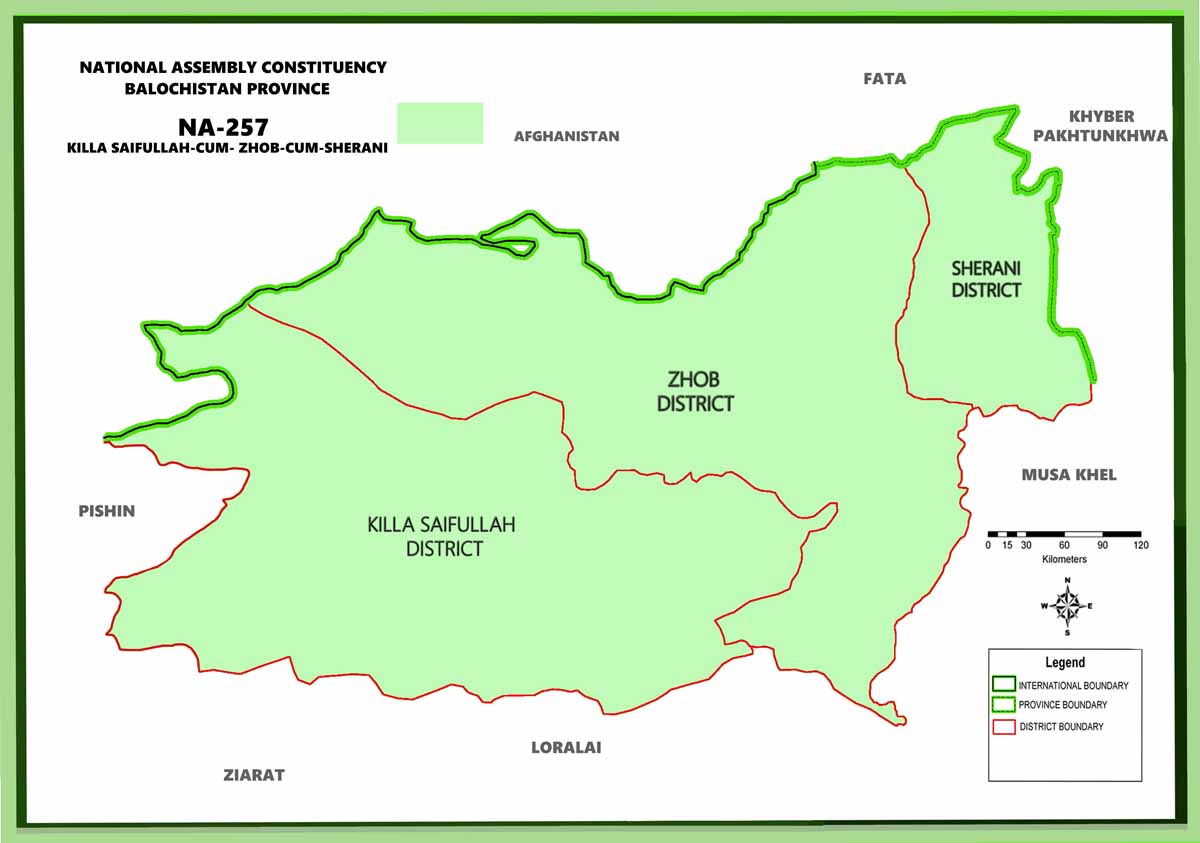 NATIONAL ASSEMBLY CONSTITUENCY
BALOCHISTAN PROVINCE
NA-257
KILLA SAIFULLAH-CUM- ZHOB-CUM-SHERANI
AFGHANISTAN
FATA
KHYBER
PAKHTUNKHWA
SHERANI
DISTRICT
ZHOB
DISTRICT
KILLA SAIFULLAH
DISTRICT
PISHIN
MUSA KHEL
ZIARAT
LORALAI
0 15 30 60 90 120
Kilometers
N
W E
S
Legend
INTERNATIONAL BOUNDARY
PROVINCE BOUNDARY
DISTRICT BOUNDARY